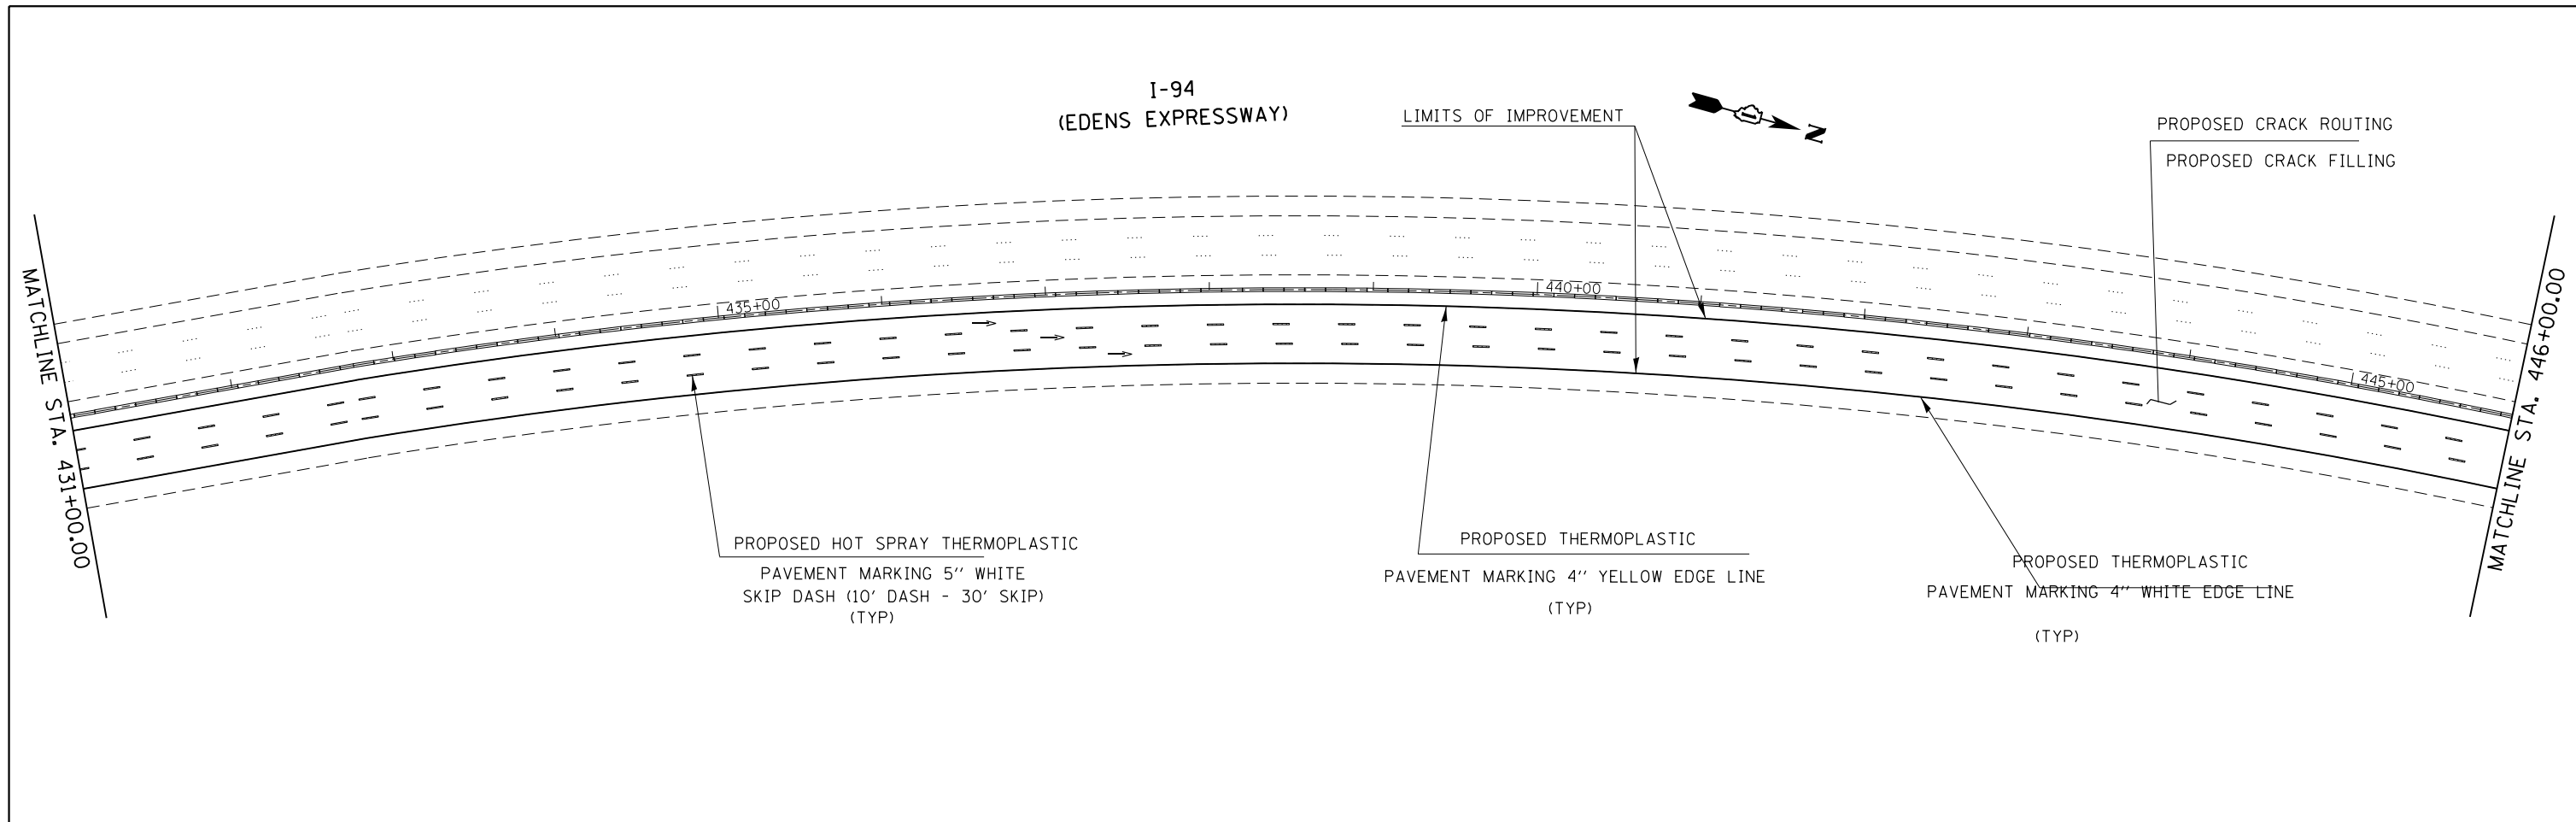 I-94
(EDENS EXPRESSWAY)
LIMITS OF IMPROVEMENT
N
PROPOSED CRACK ROUTING
PROPOSED CRACK FILLING
MATCHLINE STA. 431+00.00
435+00
440+00
445+00
MATCHLINE STA. 446+00.00
PROPOSED HOT SPRAY THERMOPLASTIC
PAVEMENT MARKING 5'' WHITE
SKIP DASH (10' DASH - 30' SKIP)
(TYP)
PROPOSED THERMOPLASTIC
PAVEMENT MARKING 4'' YELLOW EDGE LINE
(TYP)
PROPOSED THERMOPLASTIC
PAVEMENT MARKING 4'' WHITE EDGE LINE
(TYP)